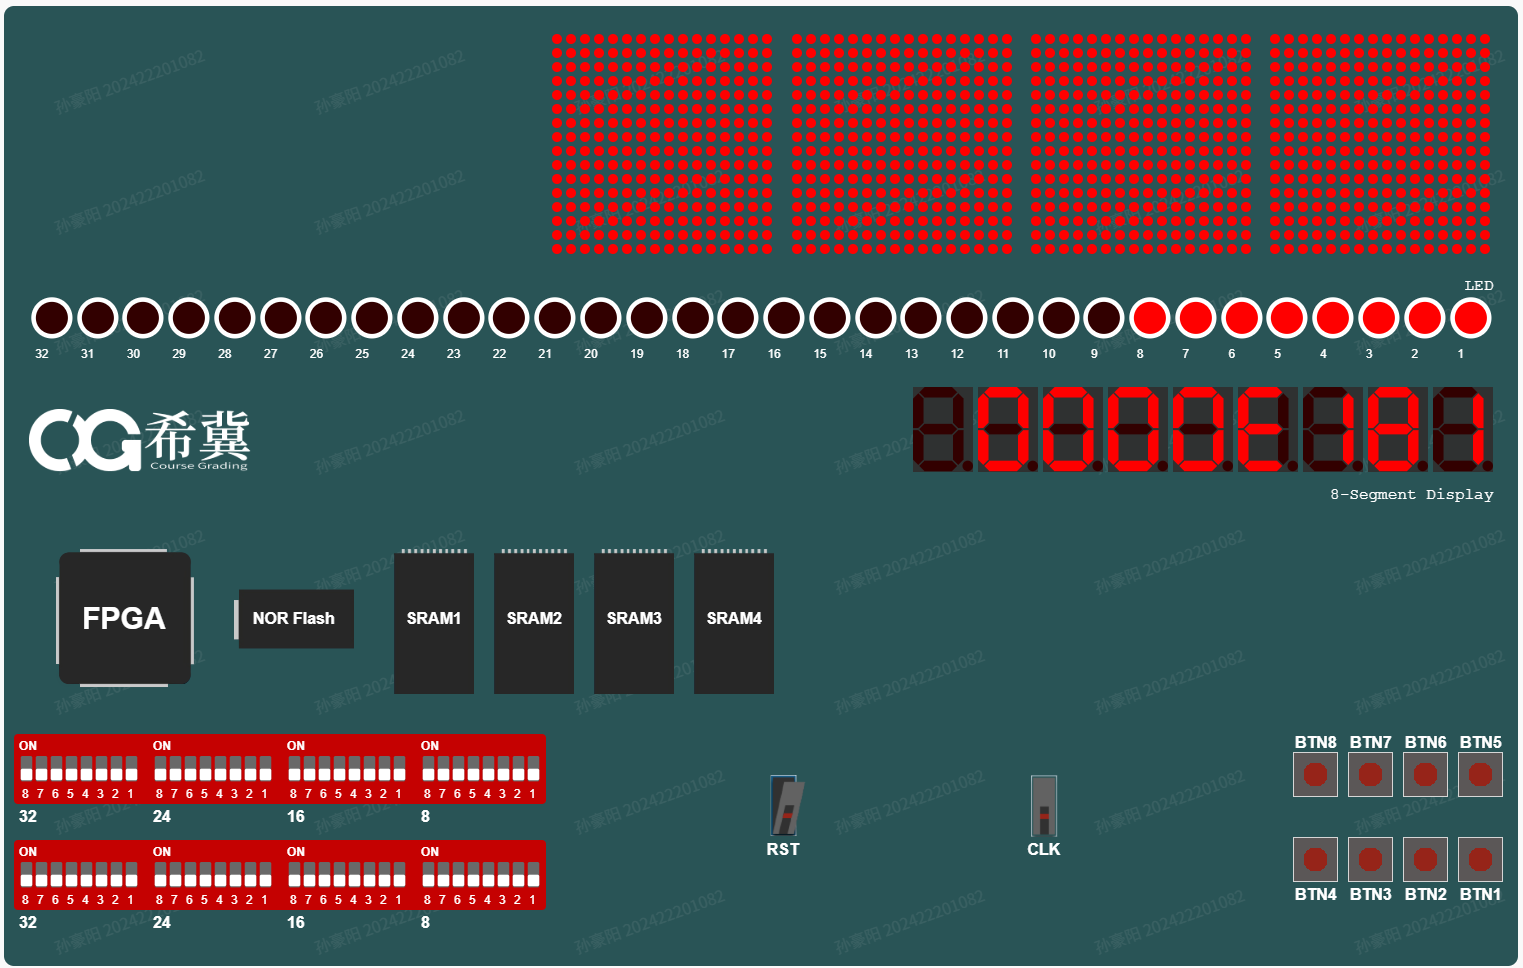 LED
32 31 30 29 28 27 26 25 24 23 22 21 20 19 18 17 16 15 14 13 12 11 10 9 8 7 6 5 4 3 2 1
CG 希冀
Course Grading
8-Segment Display
FPGA
NOR Flash
SRAM1
SRAM2
SRAM3
SRAM4
ON ON ON ON
8 7 6 5 4 3 2 1 8 7 6 5 4 3 2 1 8 7 6 5 4 3 2 1 8 7 6 5 4 3 2 1
32 24 16 8
ON ON ON ON
8 7 6 5 4 3 2 1 8 7 6 5 4 3 2 1 8 7 6 5 4 3 2 1 8 7 6 5 4 3 2 1
32 24 16 8
RST
CLK
BTN8 BTN7 BTN6 BTN5
BTN4 BTN3 BTN2 BTN1
孙豪阳 202422201082